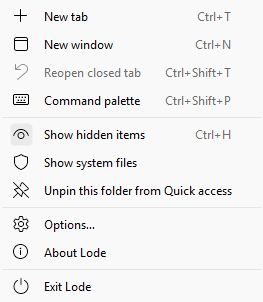 New tab Ctrl+T
New window Ctrl+N
Reopen closed tab Ctrl+Shift+T
Command palette Ctrl+Shift+P
Show hidden items Ctrl+H
Show system files
Unpin this folder from Quick access
Options...
About Lode
Exit Lode